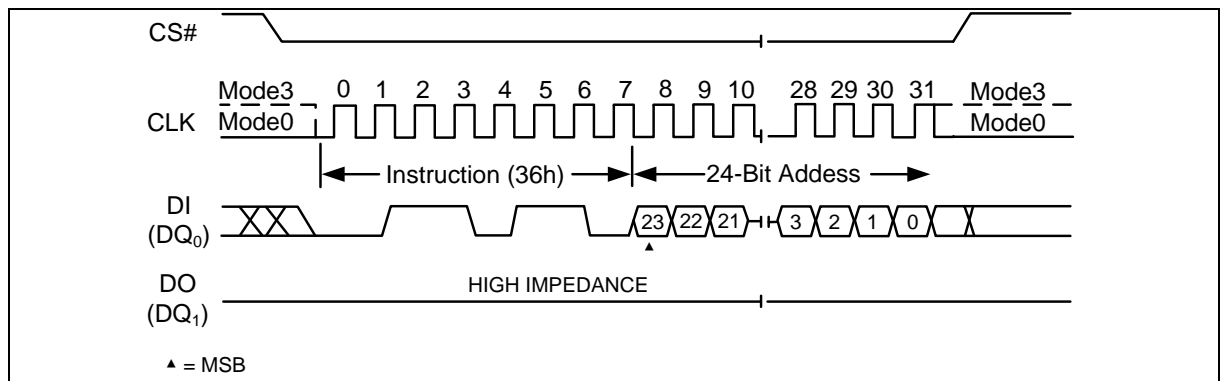 CS#
0 1 2 3 4 5 6 7 8 9 10 28 29 30 31
Mode3 Mode3
CLK Mode0 Mode0
Instruction (36h) 24-Bit Addess
DI
(DQ0) 23 22 21 3 2 1 0
DO HIGH IMPEDANCE
(DQ1)
▲ = MSB